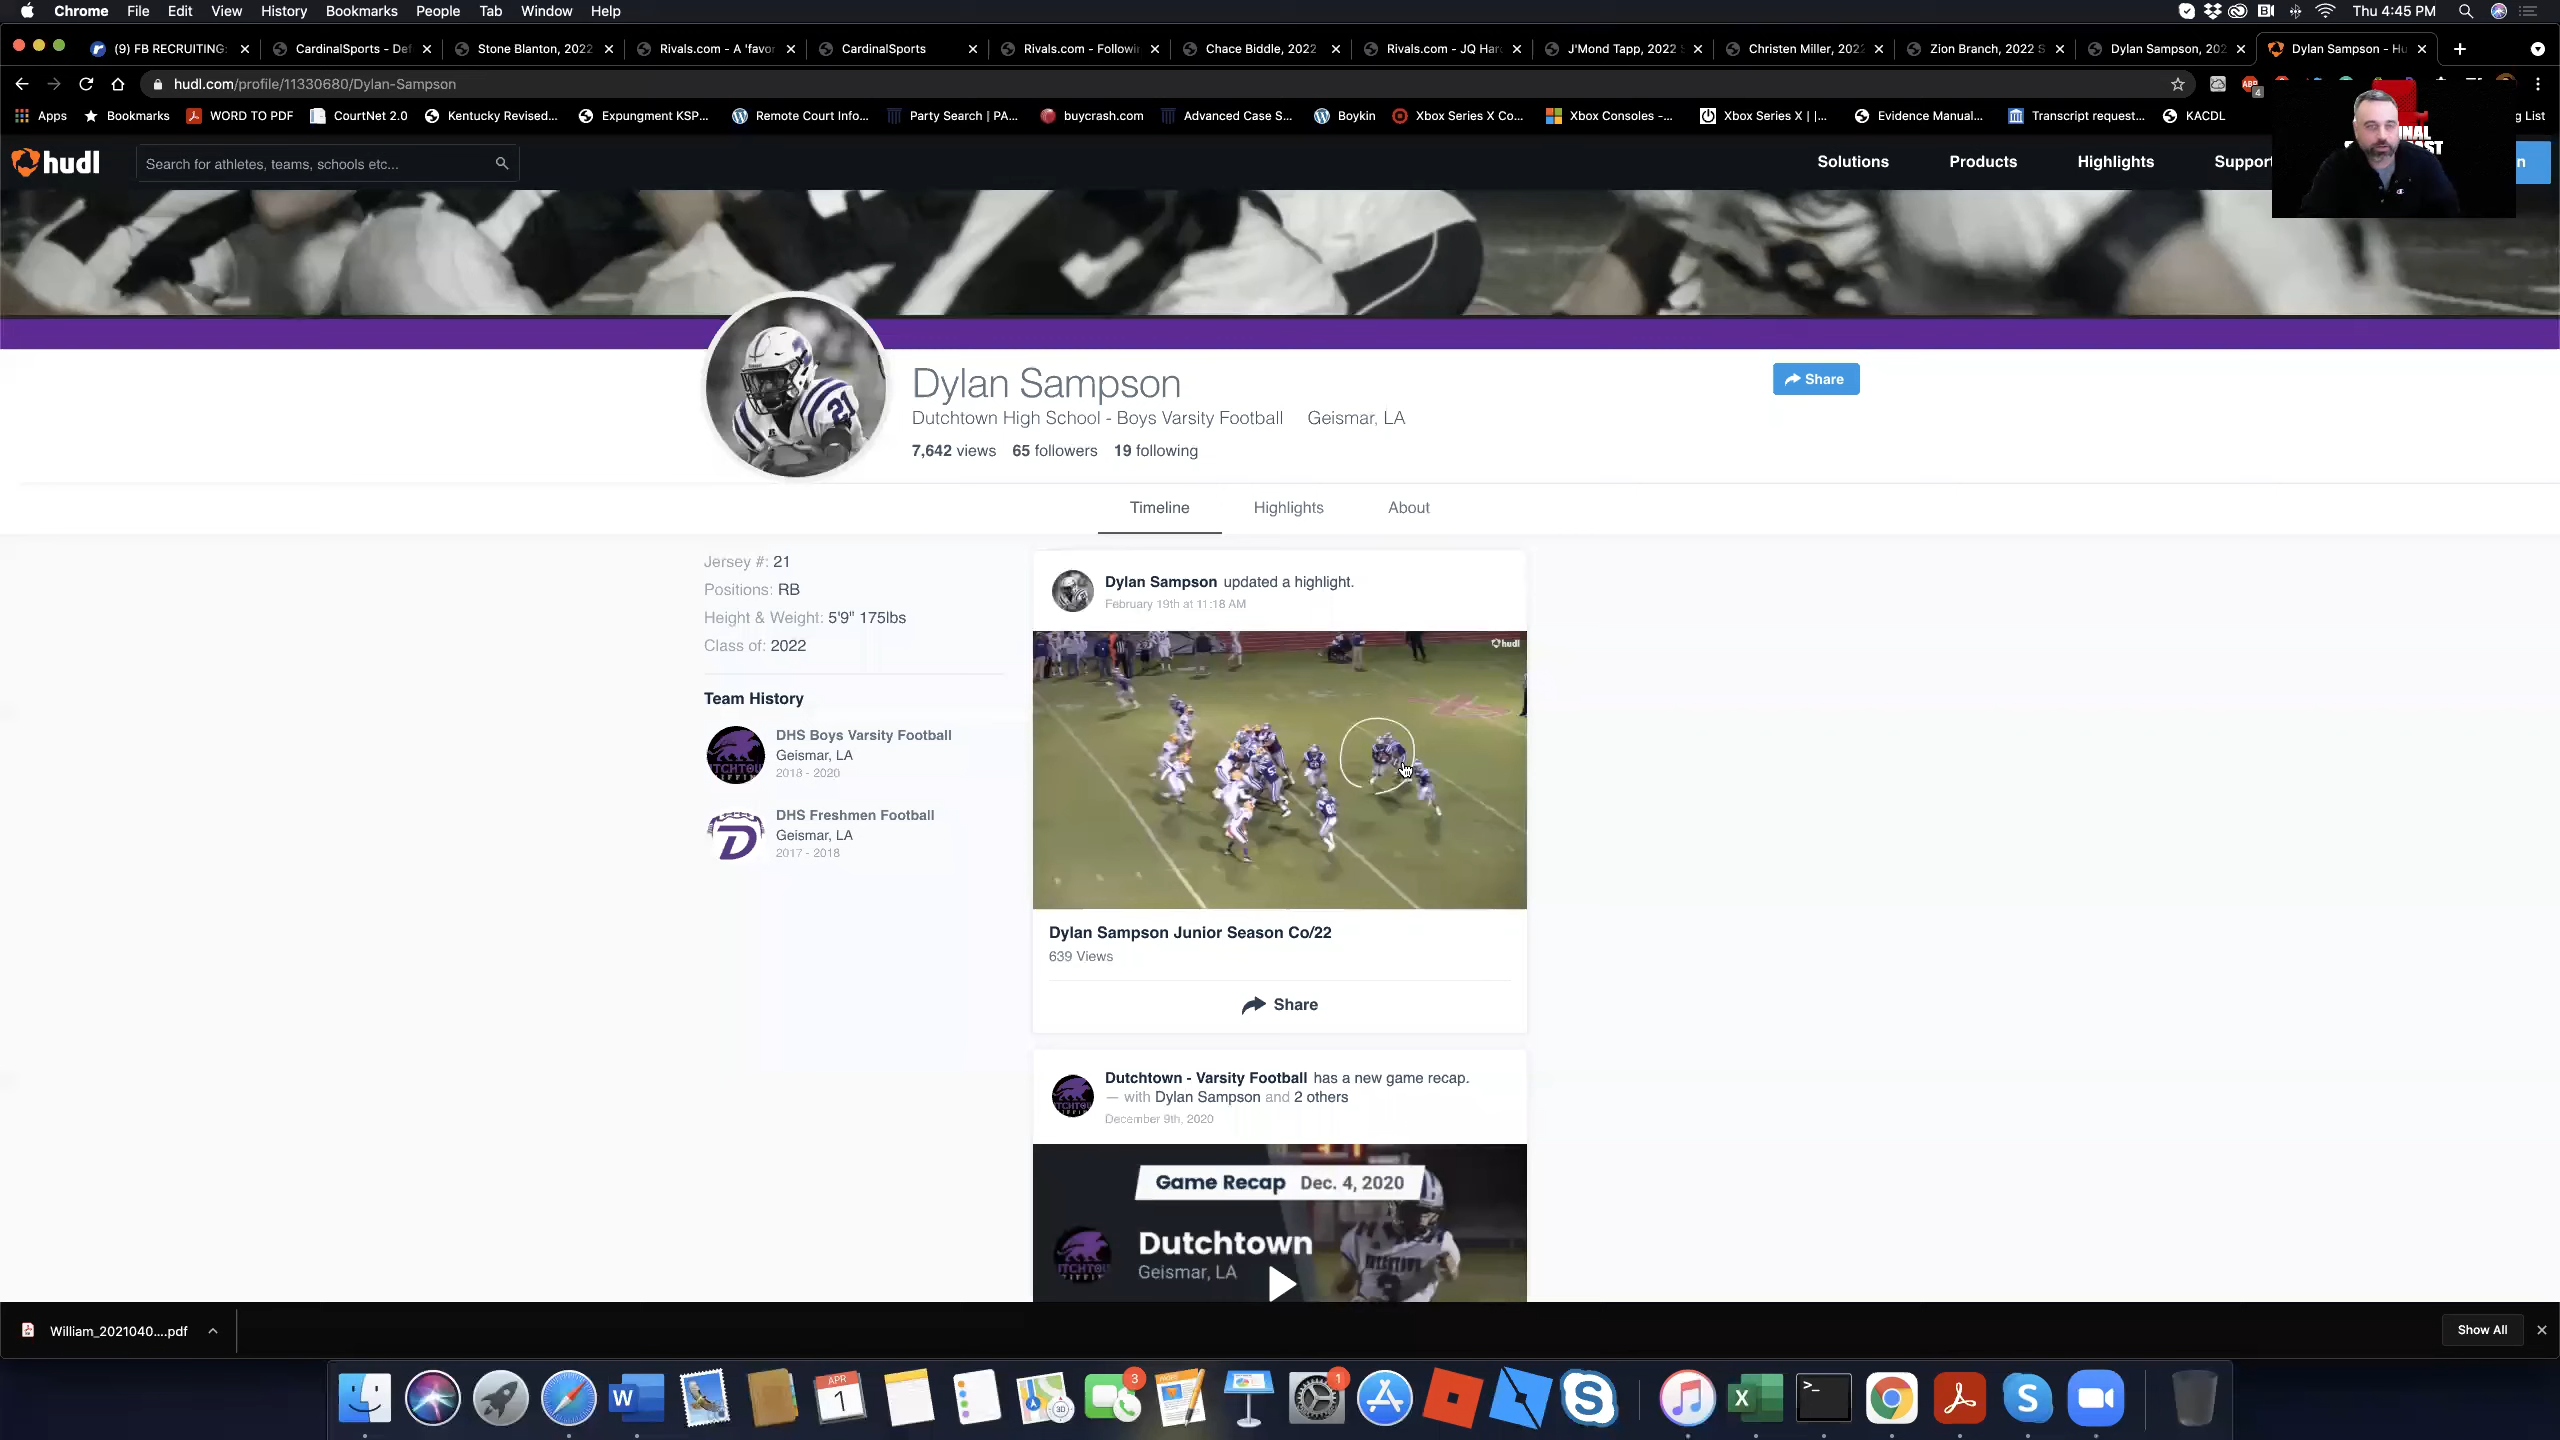 Chrome File Edit View History Bookmarks People Tab Window Help Thu 4:45 PM
(9) FB RECRUITING: CardinalSports - Def Stone Blanton, 2022 Rivals.com - A 'favor CardinalSports Rivals.com - Followi Chace Biddle, 2022 Rivals.com - JQ Har J'Mond Tapp, 2022 Christen Miller, 2022 Zion Branch, 2022 S Dylan Sampson, 202 Dylan Sampson - Hu
hudl.com/profile/11330680/Dylan-Sampson
Apps Bookmarks WORD TO PDF CourtNet 2.0 Kentucky Revised... Expungment KSP... Remote Court Info... Party Search | PA... buycrash.com Advanced Case S... Boykin Xbox Series X Co... Xbox Consoles -... Xbox Series X | |... Evidence Manual... Transcript request... KACDL g List
hudl Search for athletes, teams, schools etc... Solutions Products Highlights Support
Dylan Sampson
Share
Dutchtown High School - Boys Varsity Football Geismar, LA
7,642 views 65 followers 19 following
Timeline Highlights About
Jersey #: 21
Positions: RB
Height & Weight: 5'9" 175lbs
Class of: 2022
Team History
DHS Boys Varsity Football
Geismar, LA
2018 - 2020
DHS Freshmen Football
Geismar, LA
2017 - 2018
Dylan Sampson updated a highlight.
February 19th at 11:18 AM
hudl
Dylan Sampson Junior Season Co/22
639 Views
Share
Dutchtown - Varsity Football has a new game recap.
— with Dylan Sampson and 2 others
December 9th, 2020
Game Recap Dec. 4, 2020
Dutchtown
Geismar, LA
William_2021040....pdf
Show All
APR
1
3
1